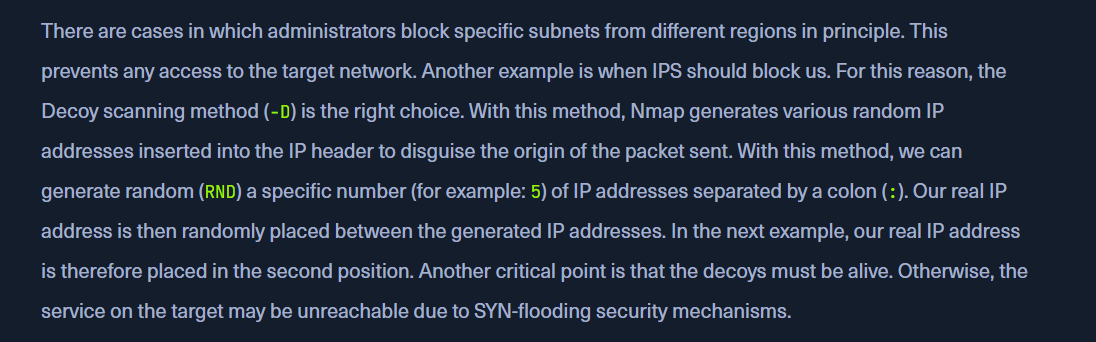 There are cases in which administrators block specific subnets from different regions in principle. This
prevents any access to the target network. Another example is when IPS should block us. For this reason, the
Decoy scanning method (-D) is the right choice. With this method, Nmap generates various random IP
addresses inserted into the IP header to disguise the origin of the packet sent. With this method, we can
generate random (RND) a specific number (for example: 5) of IP addresses separated by a colon (:). Our real IP
address is then randomly placed between the generated IP addresses. In the next example, our real IP address
is therefore placed in the second position. Another critical point is that the decoys must be alive. Otherwise, the
service on the target may be unreachable due to SYN-flooding security mechanisms.